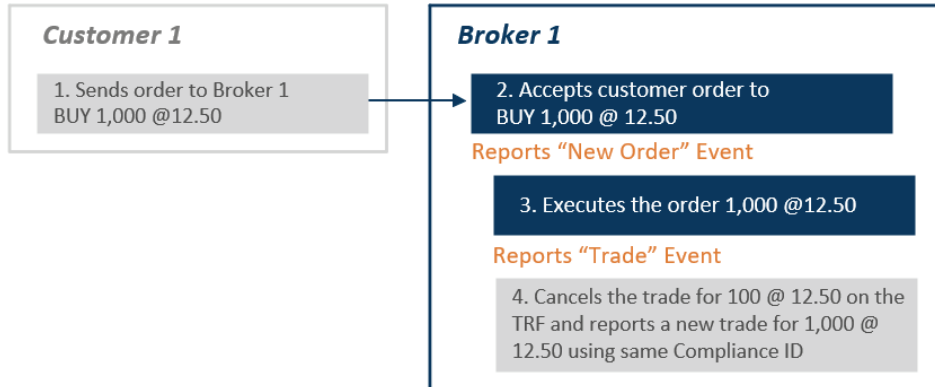 Customer 1
1. Sends order to Broker 1
BUY 1,000 @12.50
Broker 1
2. Accepts customer order to
BUY 1,000 @ 12.50
Reports “New Order” Event
3. Executes the order 1,000 @12.50
Reports “Trade” Event
4. Cancels the trade for 100 @ 12.50 on the
TRF and reports a new trade for 1,000 @
12.50 using same Compliance ID